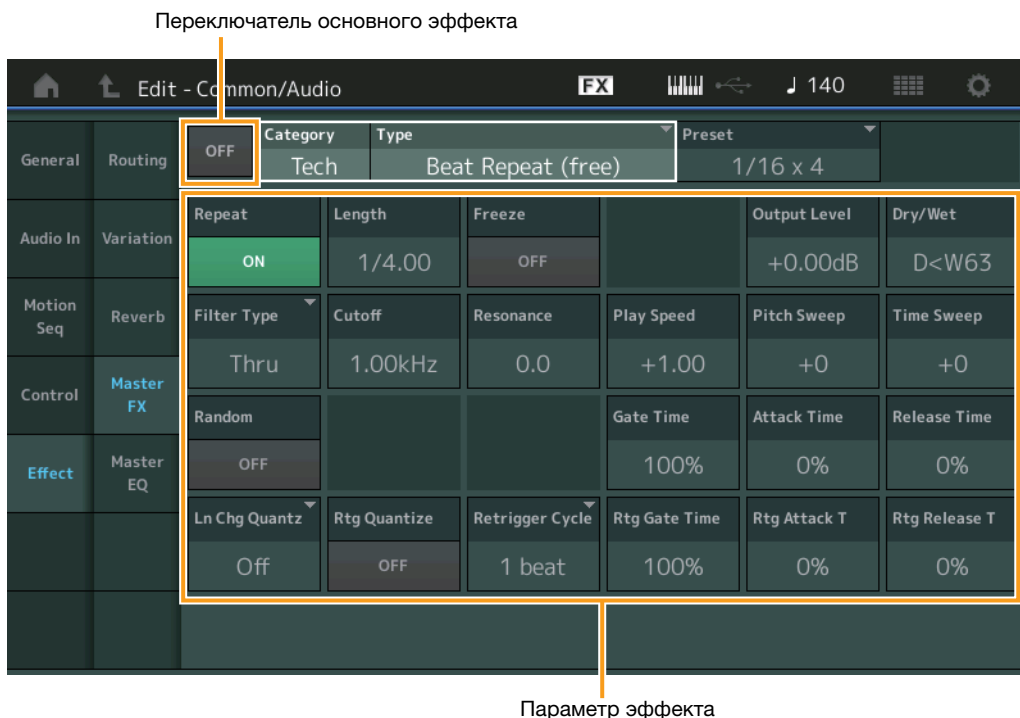 Переключатель основного эффекта
Edit - Common/Audio
FX
140
General
Routing
OFF
Category
Tech
Type
Beat Repeat (free)
Preset
1/16 x 4
Audio In
Variation
Repeat
ON
Length
1/4.00
Freeze
OFF
Output Level
+0.00dB
Dry/Wet
D<W63
Motion
Seq
Reverb
Filter Type
Thru
Cutoff
1.00kHz
Resonance
0.0
Play Speed
+1.00
Pitch Sweep
+0
Time Sweep
+0
Control
Master
FX
Random
OFF
Gate Time
100%
Attack Time
0%
Release Time
0%
Effect
Master
EQ
Ln Chg Quantz
Off
Rtg Quantize
OFF
Retrigger Cycle
1 beat
Rtg Gate Time
100%
Rtg Attack T
0%
Rtg Release T
0%
Параметр эффекта